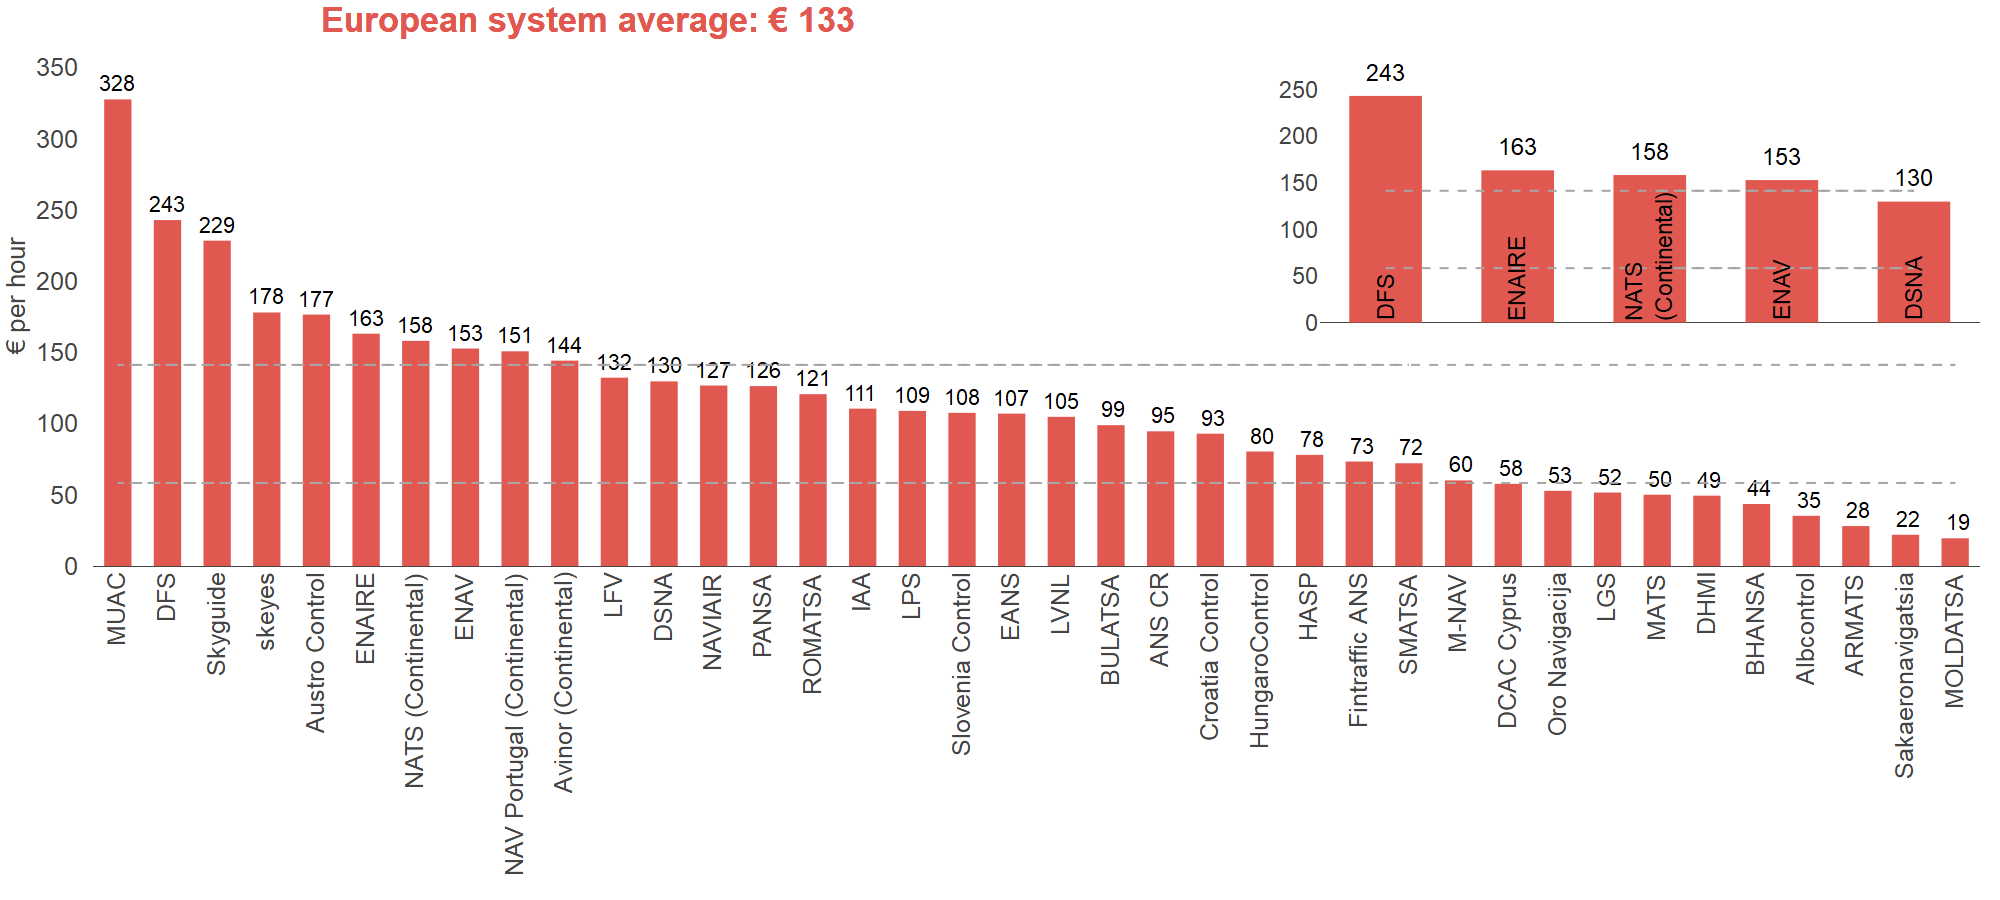 European system average: € 133
€ per hour
350
300
250
200
150
100
50
0
328
243
229
178
177
163
158
153
151
144
132
130
127
126
121
111
109
108
107
105
99
95
93
80
78
73
72
60
58
53
52
50
49
44
35
28
22
19
MUAC
DFS
Skyguide
skeyes
Austro Control
ENAIRE
NATS (Continental)
ENAV
NAV Portugal (Continental)
Avinor (Continental)
LFV
DSNA
NAVIAIR
PANSA
ROMATSA
IAA
LPS
Slovenia Control
EANS
LVNL
BULATSA
ANS CR
Croatia Control
HungaroControl
HASP
Fintraffic ANS
SMATSA
M-NAV
DCAC Cyprus
Oro Navigacija
LGS
MATS
DHMI
BHANSA
Albcontrol
ARMATS
Sakaeronavigatsia
MOLDATSA
250
200
150
100
50
0
243
163
158
153
130
DFS
ENAIRE
NATS
(Continental)
ENAV
DSNA